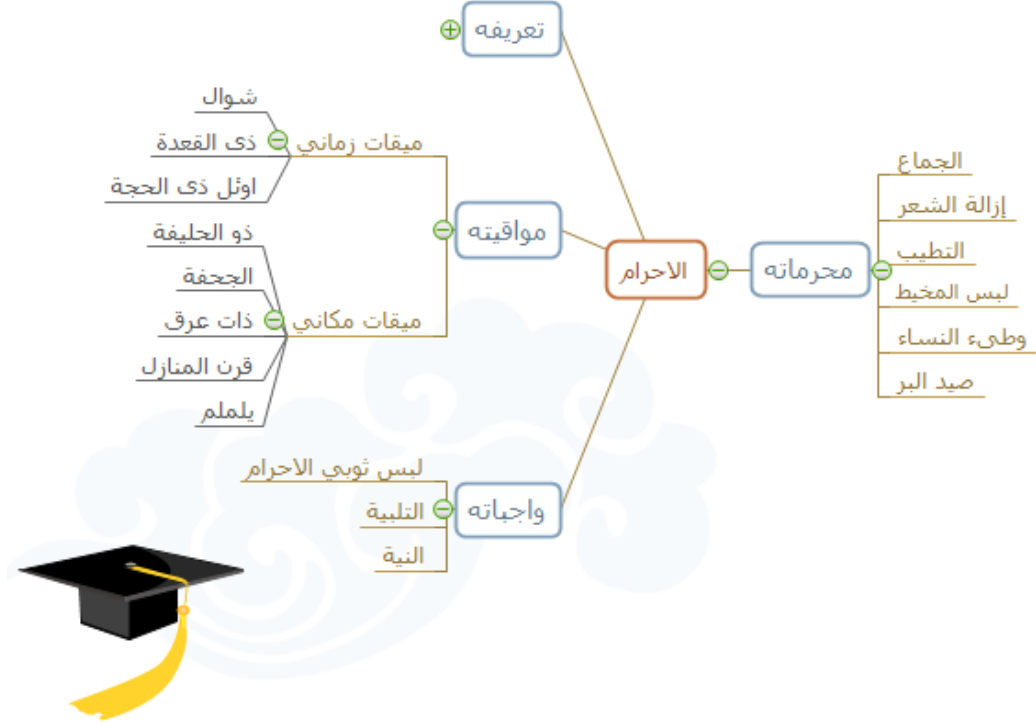 تعريفه
الاحرام
محرماته
الجماع
إزالة الشعر
التطيب
لبس المخيط
وطىء النساء
صيد البر
مواقيته
ميقات زماني
شوال
ذى القعدة
اوئل ذى الحجة
ميقات مكاني
ذو الحليفة
الجحفة
ذات عرق
قرن المنازل
يلملم
واجباته
لبس ثوبي الاحرام
التلبية
النية